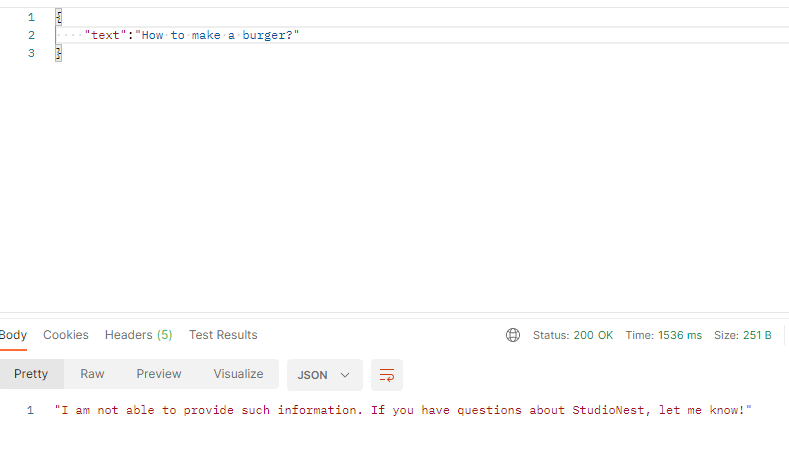 1 {
2 "text":"How to make a burger?"
3 }
Body Cookies Headers (5) Test Results Status: 200 OK Time: 1536 ms Size: 251 B
Pretty Raw Preview Visualize JSON
1 "I am not able to provide such information. If you have questions about StudioNest, let me know!"